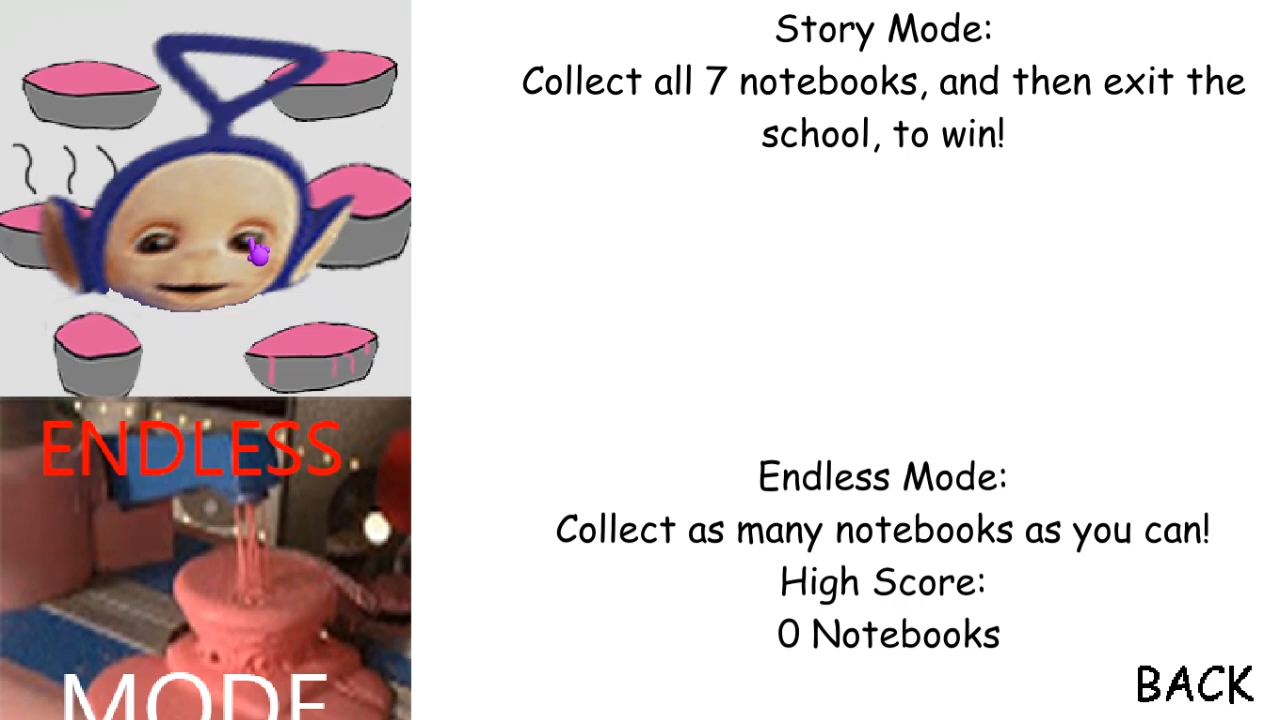 Story Mode:
Collect all 7 notebooks, and then exit the
school, to win!
ENDLESS
MODE
Endless Mode:
Collect as many notebooks as you can!
High Score:
0 Notebooks
BACK